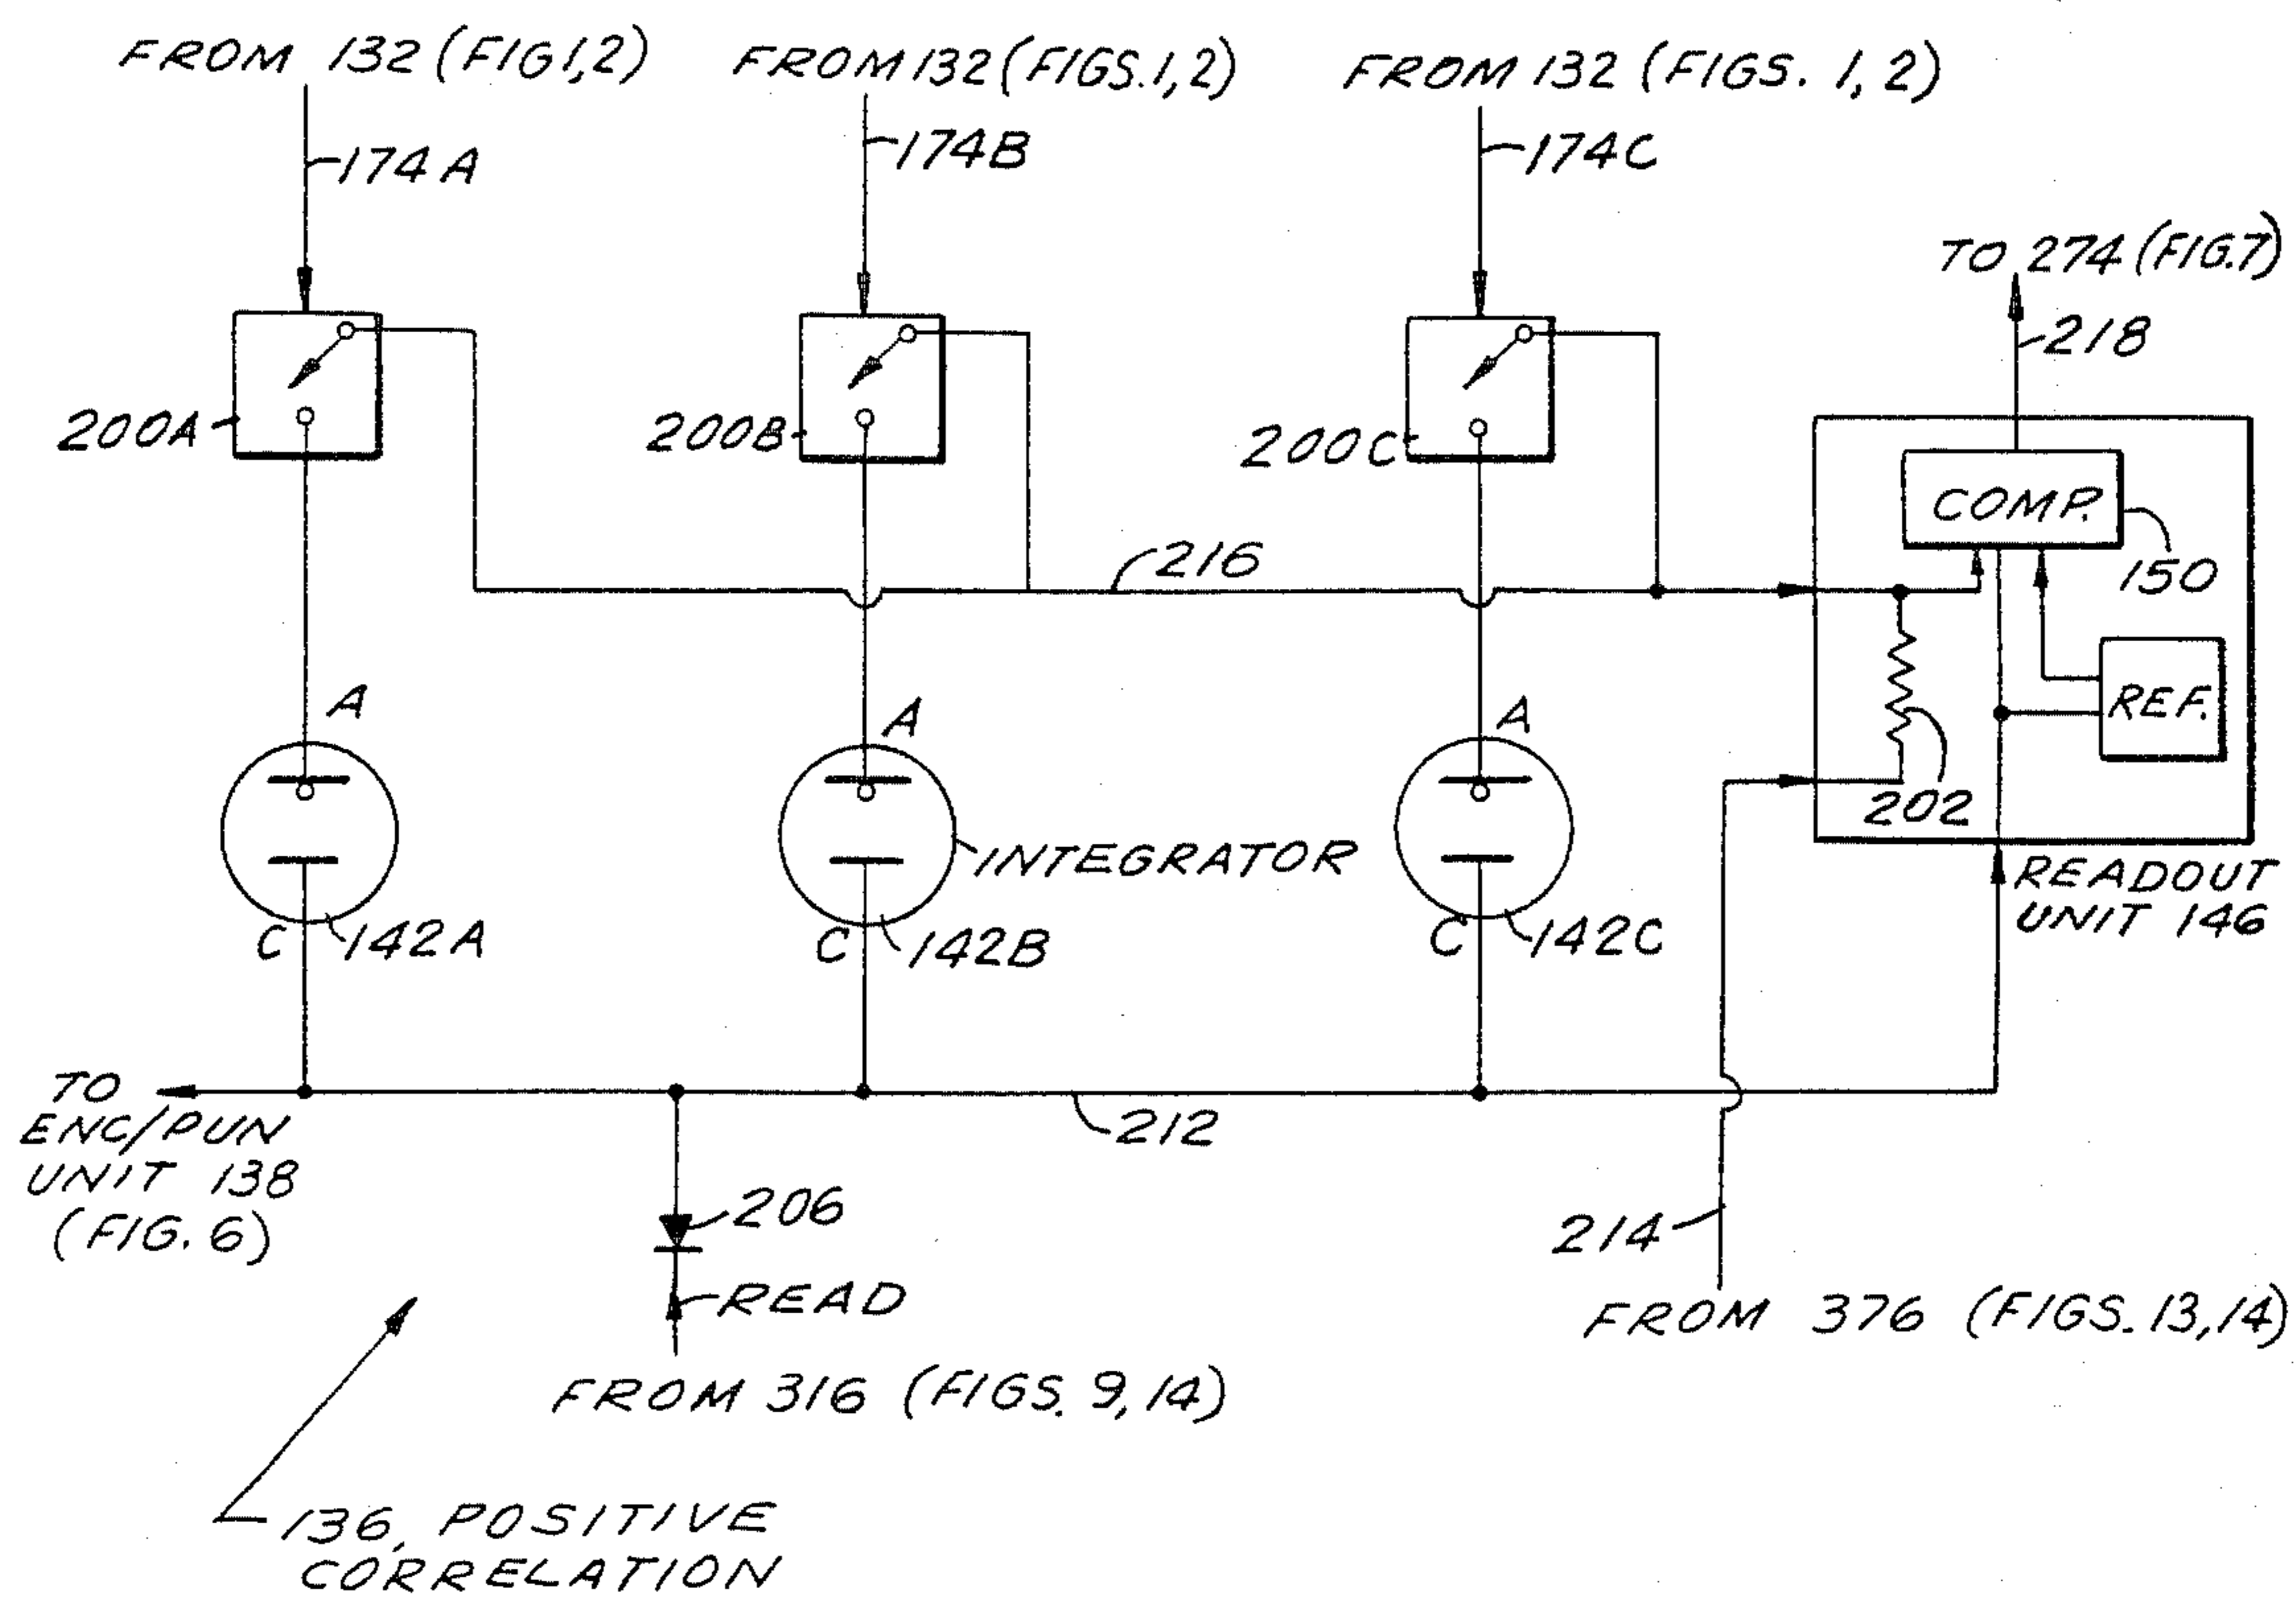 FROM 132 (FIG 1,2)
FROM 132 (FIGS. 1, 2)
FROM 132 (FIGS. 1, 2)
174A
174B
174C
TO 274 (FIG. 7)
218
200A
200B
200C
COMP.
150
216
REF.
202
A
A
A
INTEGRATOR
READOUT
UNIT 146
C
142A
C
142B
C
142C
TO
ENC/PUN
UNIT 138
(FIG. 6)
212
206
214
READ
FROM 376 (FIGS. 13, 14)
FROM 316 (FIGS. 9, 14)
136, POSITIVE
CORRELATION